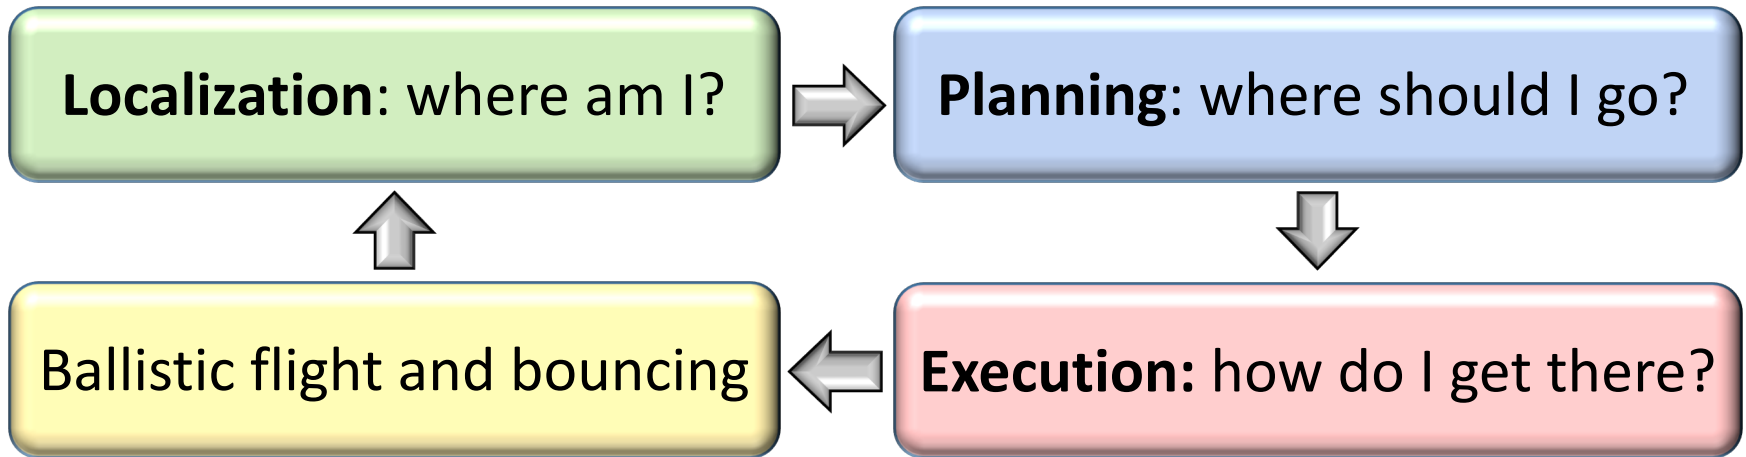 Localization: where am I?
Planning: where should I go?
Ballistic flight and bouncing
Execution: how do I get there?